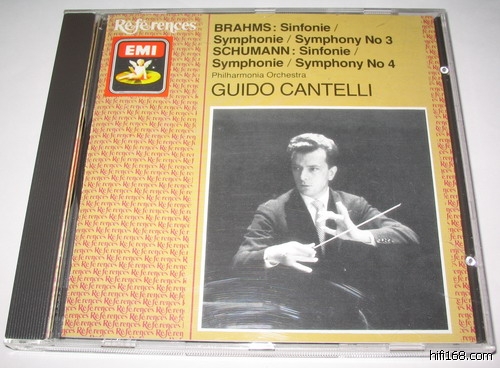 Références
EMI
BRAHMS: Sinfonie /
Symphonie / Symphony No 3
SCHUMANN: Sinfonie /
Symphonie / Symphony No 4
Philharmonia Orchestra
GUIDO CANTELLI
hifi168.com